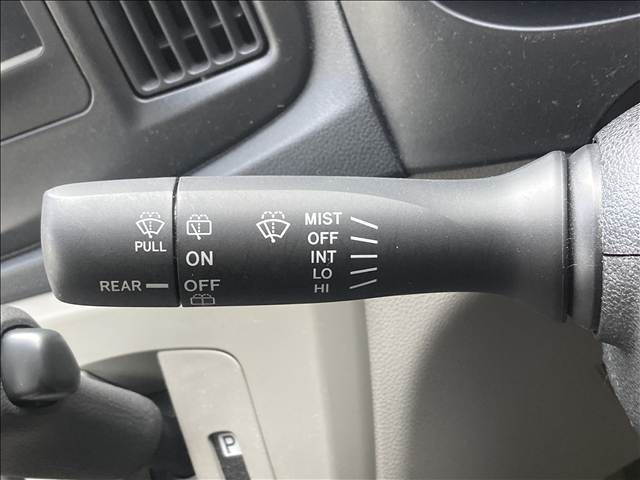 PULL
REAR
ON
OFF
MIST
OFF
INT
LO
HI
P